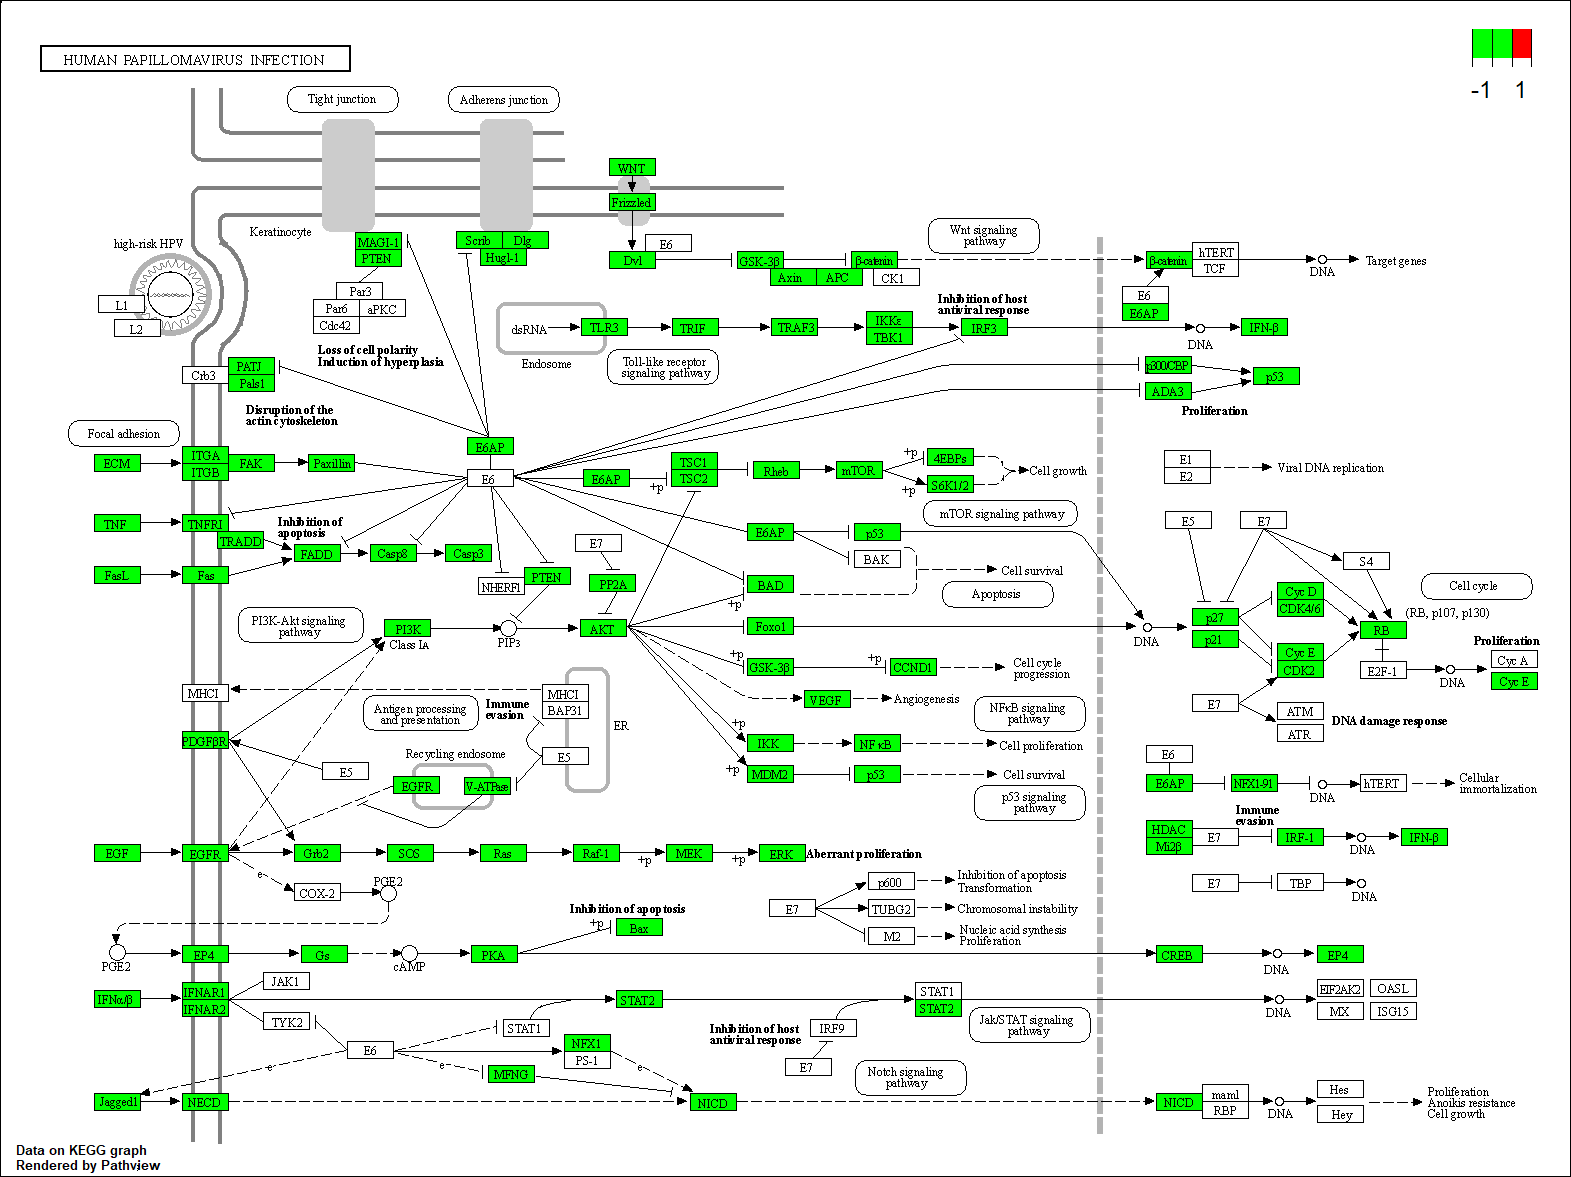 HUMAN PAPILLOMAVIRUS INFECTION
-1 1
Tight junction
Adherens junction
WNT
Frizzled
Keratinocyte
high-risk HPV
L1
L2
MAGI-1
PTEN
Par3
Par6 aPKC
Cdc42
Scrib Dlg
Hugl-1
Dvl
E6
GSK-3β
Axin APC
β-catenin
CK1
Wnt signaling
pathway
β-catenin
hTERT
TCF
E6
E6AP
DNA
Target genes
Loss of cell polarity
Induction of hyperplasia
dsRNA
Endosome
TLR3
TRIF
TRAF3
IKKε
TBK1
Inhibition of host
antiviral response
IRF3
DNA
IFN-β
Toll-like receptor
signaling pathway
Crb3
PATJ
Pals1
Disruption of the
actin cytoskeleton
p300/CBP
ADA3
p53
Proliferation
Focal adhesion
ECM
ITGA
ITGB
FAK
Paxillin
E6AP
E6
E6AP
+p
TSC1
TSC2
Rheb
mTOR
+p
+p
4EBPs
S6K1/2
Cell growth
mTOR signaling pathway
E1
E2
Viral DNA replication
TNF
TNFR1
TRADD
Inhibition of
apoptosis
FADD
Casp8
Casp3
FasL
Fas
NHERF1
PTEN
E7
PP2A
E6AP
p53
BAK
BAD
+p
Cell survival
Apoptosis
E5
E7
S4
p27
p21
Cyc D
CDK4/6
Cyc E
CDK2
RB
Cell cycle
(RB, p107, p130)
Proliferation
E2F-1
DNA
Cyc A
Cyc E
PI3K-Akt signaling
pathway
PI3K
Class IA
PIP3
AKT
Foxo1
DNA
+p
GSK-3β
+p
CCND1
Cell cycle
progression
VEGF
Angiogenesis
NFκB signaling
pathway
+p
IKK
NFκB
Cell proliferation
+p
MDM2
p53
Cell survival
p53 signaling
pathway
MHCI
Antigen processing
and presentation
Immune
evasion
MHCI
BAP31
ER
E5
PDGFβR
E5
Recycling endosome
EGFR
V-ATPase
E7
ATM
ATR
DNA damage response
E6
E6AP
NFX1-91
DNA
hTERT
Cellular
immortalization
Immune
evasion
HDAC
Mi2β
E7
IRF-1
DNA
IFN-β
E7
TBP
DNA
EGF
EGFR
Grb2
SOS
Ras
Raf-1
+p
MEK
+p
ERK
Aberrant proliferation
e
COX-2
PGE2
E7
p600
Inhibition of apoptosis
Transformation
TUBG2
Chromosomal instability
M2
Nucleic acid synthesis
Proliferation
Inhibition of apoptosis
+p
Bax
PGE2
EP4
Gs
cAMP
PKA
CREB
DNA
EP4
IFNα/β
IFNAR1
IFNAR2
JAK1
TYK2
STAT2
STAT1
E6
NFX1
PS-1
MFNG
e
e
e
Inhibition of host
antiviral response
IRF9
E7
STAT1
STAT2
Jak/STAT signaling
pathway
DNA
EIF2AK2
OASL
MX
ISG15
Notch signaling
pathway
Jagged1
NECD
NICD
NICD
maml
RBP
DNA
Hes
Hey
Proliferation
Anoikis resistance
Cell growth
Data on KEGG graph
Rendered by Pathview